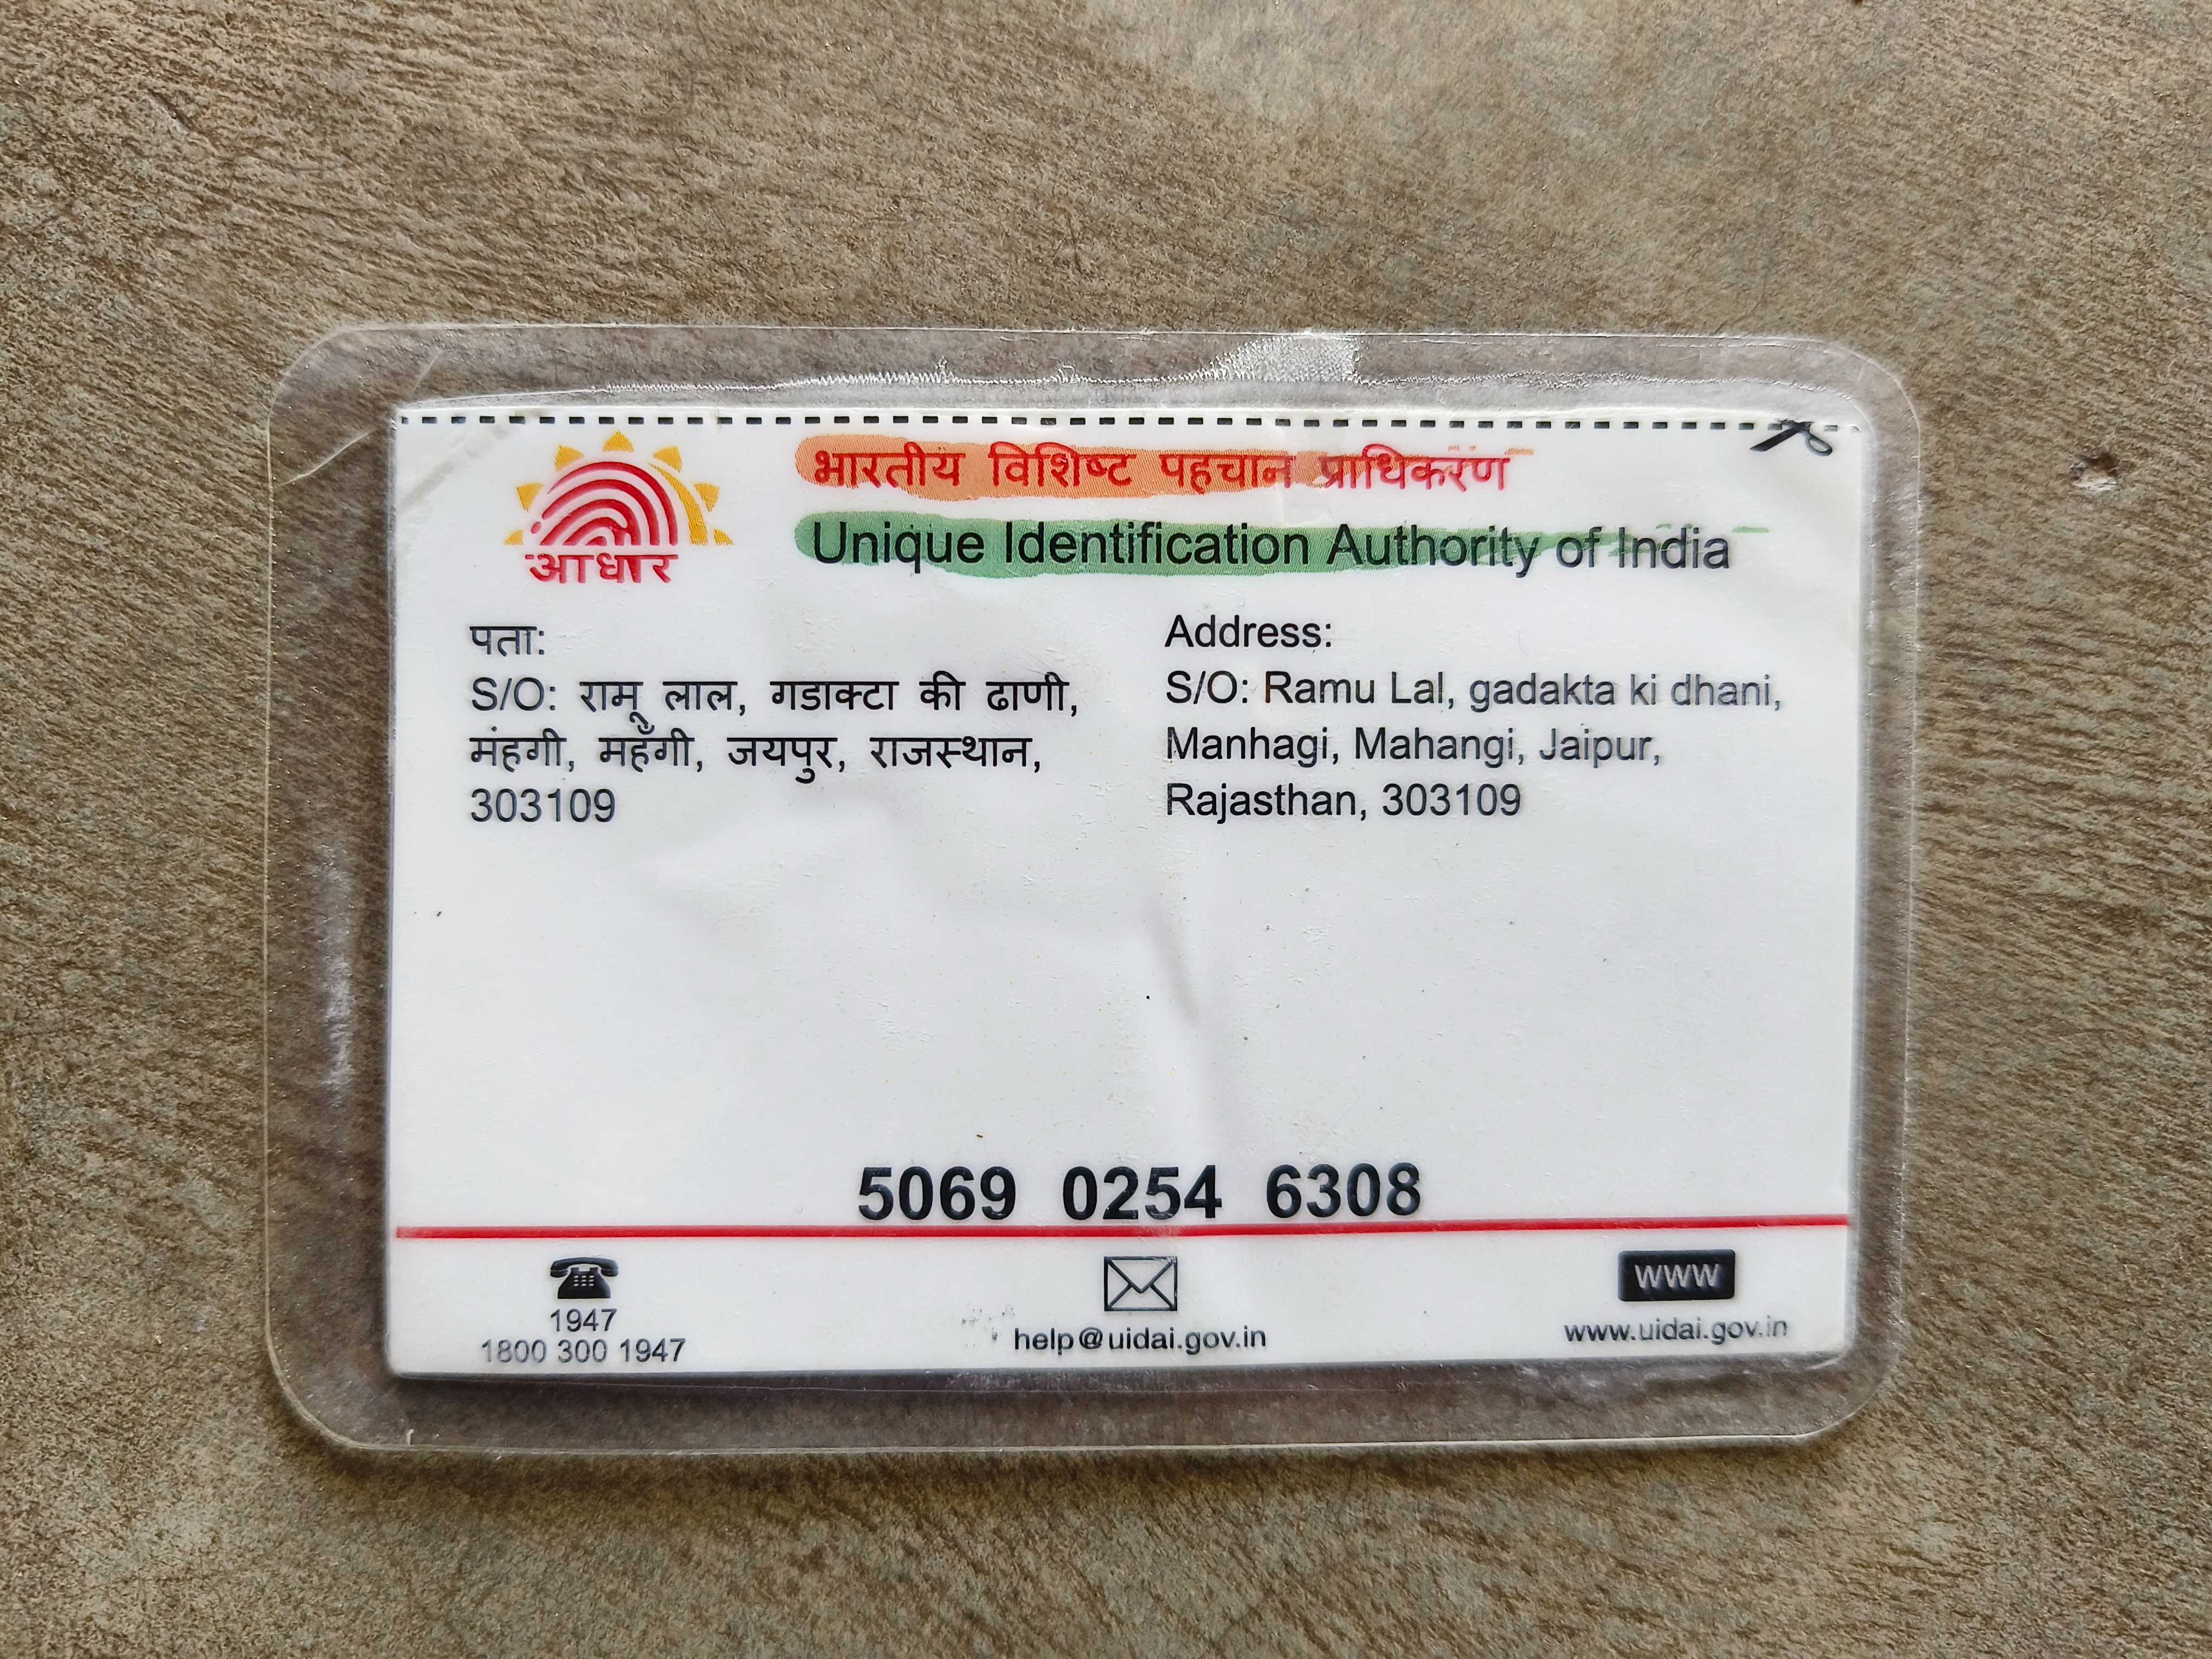 आधार
भारतीय विशिष्ट पहचान प्राधिकरण
Unique Identification Authority of India
पता:
S/O: रामू लाल, गडाक्टा की ढाणी,
मंहगी, महँगी, जयपुर, राजस्थान,
303109
Address:
S/O: Ramu Lal, gadakta ki dhani,
Manhagi, Mahangi, Jaipur,
Rajasthan, 303109
5069 0254 6308
1947
1800 300 1947
help@uidai.gov.in
www
www.uidai.gov.in